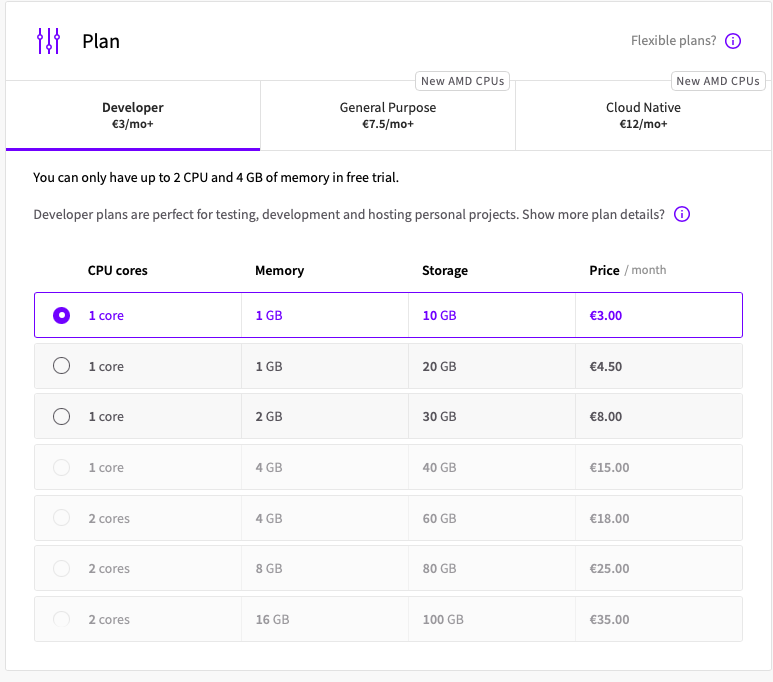 Plan
Flexible plans?
New AMD CPUs
New AMD CPUs
Developer
€3/mo+
General Purpose
€7.5/mo+
Cloud Native
€12/mo+
You can only have up to 2 CPU and 4 GB of memory in free trial.
Developer plans are perfect for testing, development and hosting personal projects. Show more plan details?
CPU cores Memory Storage Price / month
1 core 1 GB 10 GB €3.00
1 core 1 GB 20 GB €4.50
1 core 2 GB 30 GB €8.00
1 core 4 GB 40 GB €15.00
2 cores 4 GB 60 GB €18.00
2 cores 8 GB 80 GB €25.00
2 cores 16 GB 100 GB €35.00